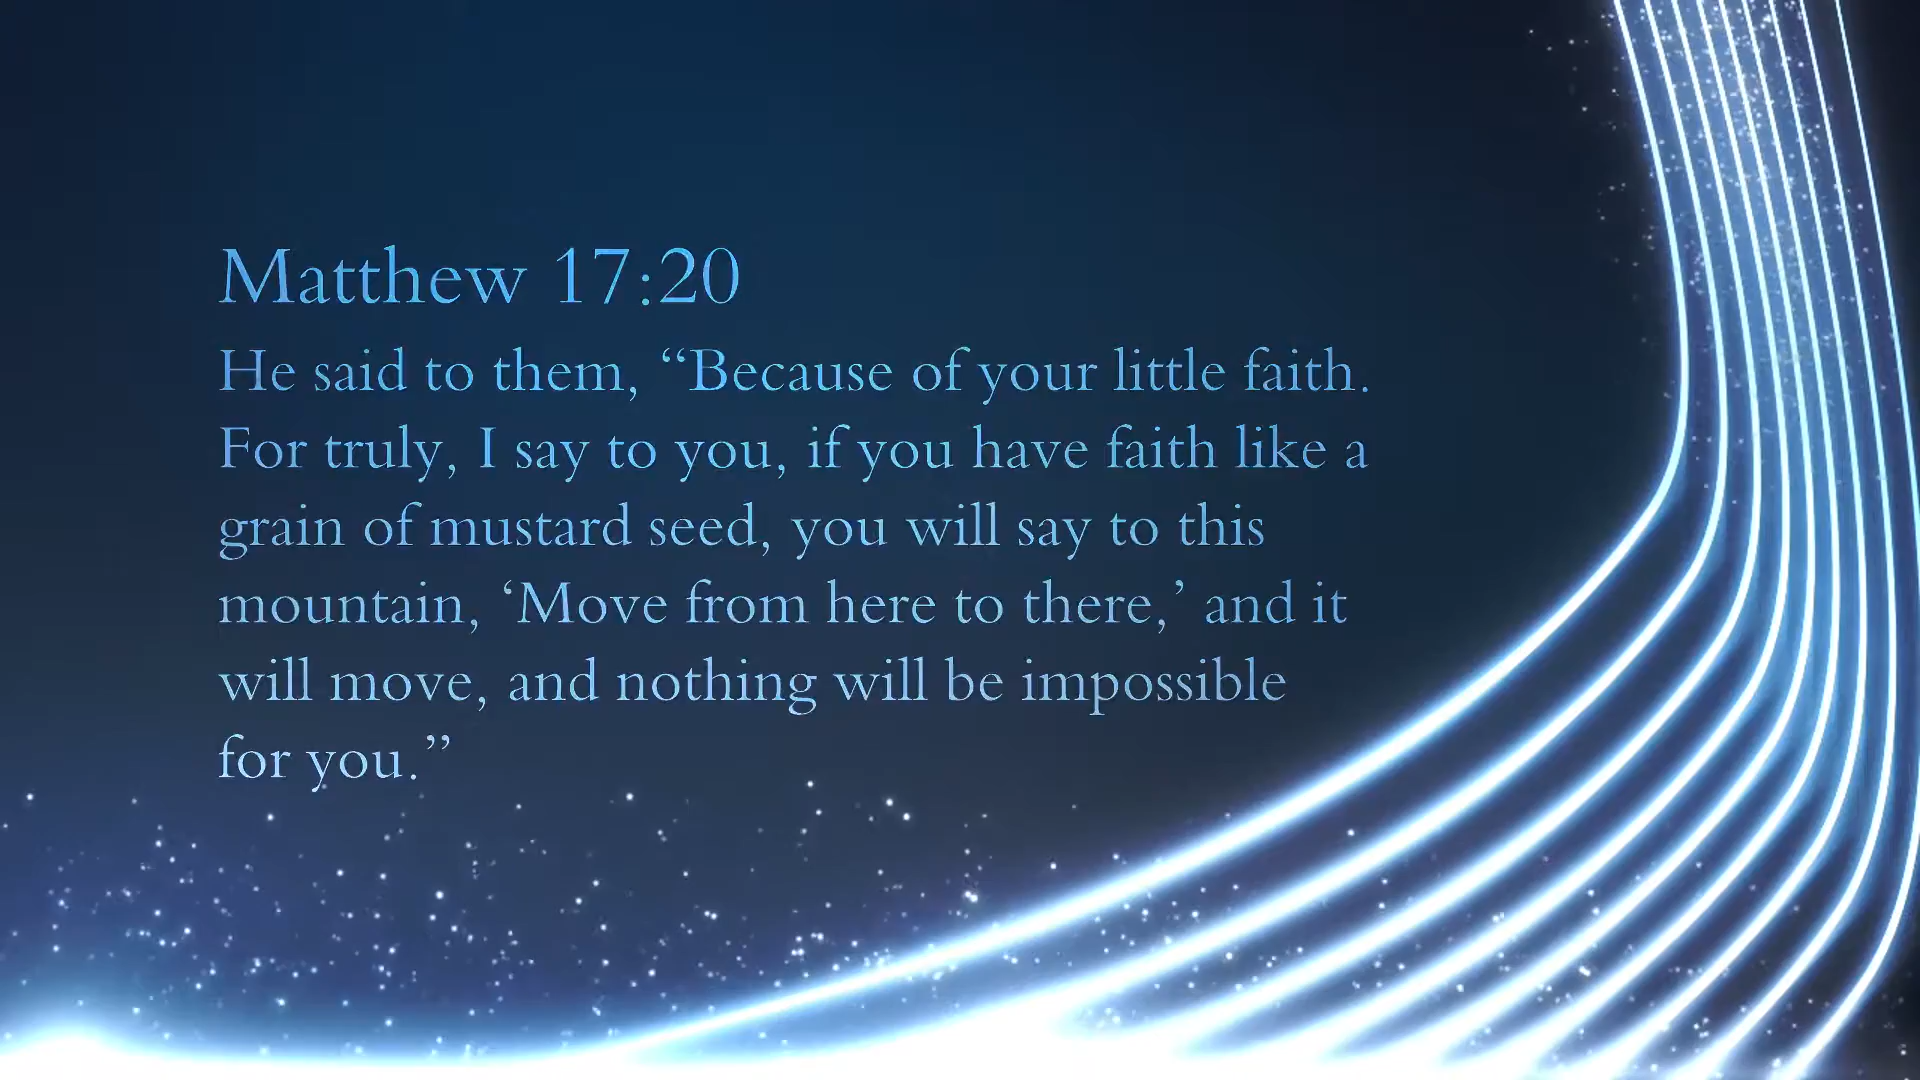 Matthew 17:20
He said to them, “Because of your little faith.
For truly, I say to you, if you have faith like a
grain of mustard seed, you will say to this
mountain, ‘Move from here to there,’ and it
will move, and nothing will be impossible
for you.”